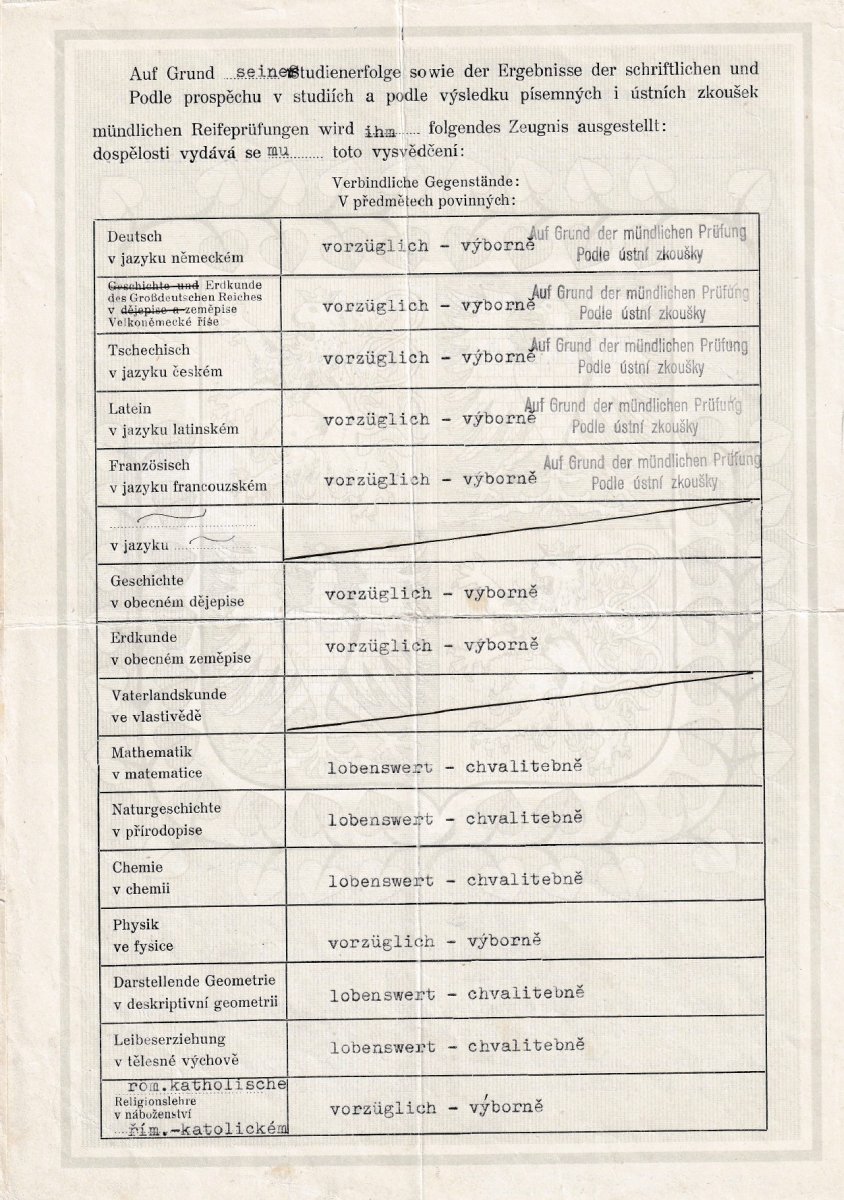 Auf Grund seiner Studienerfolge sowie der Ergebnisse der schriftlichen und
Podle prospěchu v studiích a podle výsledku písemných i ústních zkoušek
mündlichen Reifeprüfungen wird ihm folgendes Zeugnis ausgestellt:
dospělosti vydává se mu toto vysvědčení:
Verbindliche Gegenstände:
V předmětech povinných:
Deutsch
v jazyku německém
vorzüglich - výborně
Auf Grund der mündlichen Prüfung
Podle ústní zkoušky
Geschichte und Erdkunde
des Großdeutschen Reiches
v dějepise a zeměpise
Velkoněmecké říše
vorzüglich - výborně
Auf Grund der mündlichen Prüfung
Podle ústní zkoušky
Tschechisch
v jazyku českém
vorzüglich - výborně
Auf Grund der mündlichen Prüfung
Podle ústní zkoušky
Latein
v jazyku latinském
vorzüglich - výborně
Auf Grund der mündlichen Prüfung
Podle ústní zkoušky
Französisch
v jazyku francouzském
vorzüglich - výborně
Auf Grund der mündlichen Prüfung
Podle ústní zkoušky
v jazyku
Geschichte
v obecném dějepise
vorzüglich - výborně
Erdkunde
v obecném zeměpise
vorzüglich - výborně
Vaterlandskunde
ve vlastivědě
Mathematik
v matematice
lobenswert - chvalitebně
Naturgeschichte
v přírodopise
lobenswert - chvalitebně
Chemie
v chemii
lobenswert - chvalitebně
Physik
ve fysice
vorzüglich - výborně
Darstellende Geometrie
v deskriptivní geometrii
lobenswert - chvalitebně
Leibeserziehung
v tělesné výchově
lobenswert - chvalitebně
röm.katholische
Religionslehre
v náboženství
řím.-katolickém
vorzüglich - výborně